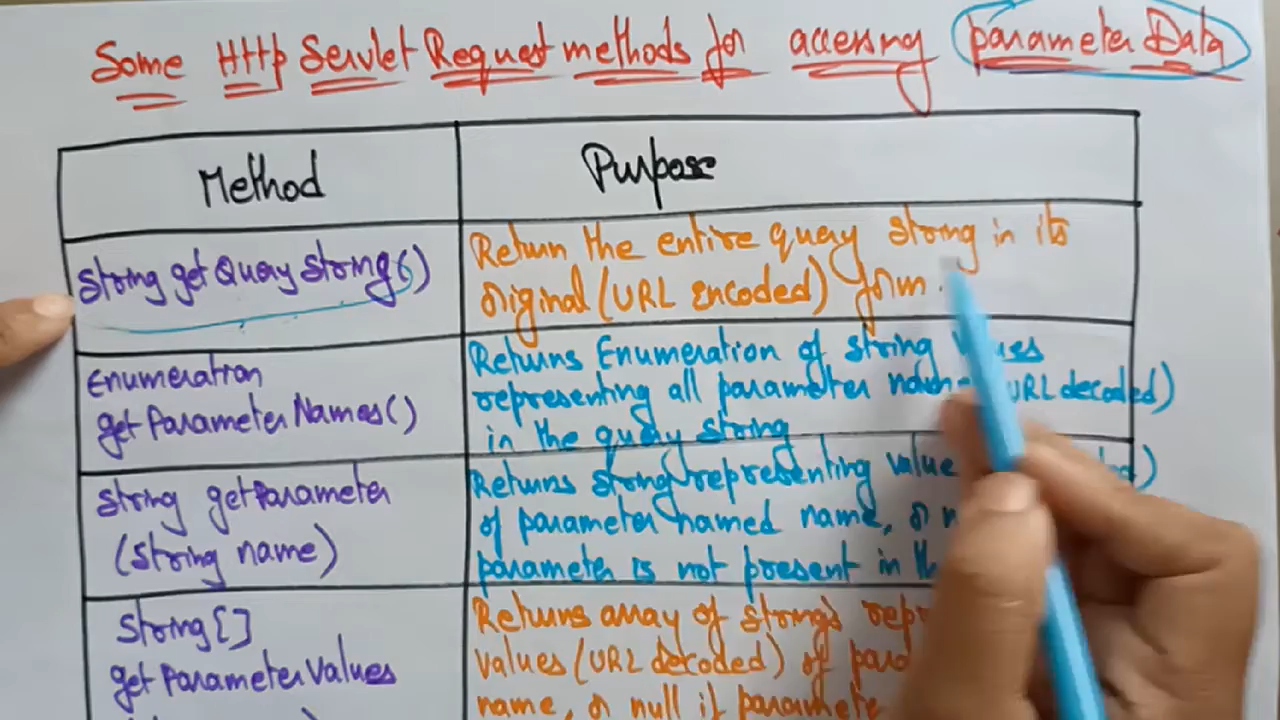 Some HTTP Servlet Request methods for accessing parameter Data
Method
Purpose
String getQueryString()
Return the entire query string in its
original (URL encoded) form.
Enumeration
getParameterNames()
Returns Enumeration of string values
representing all parameter URL decoded)
in the query string
String getParameter
(String name)
Returns string representing value
of parameter named name, or
parameter is not present in
String[]
getParameterValues
Returns array of strings
values (URL decoded) of
name, or null if parameter